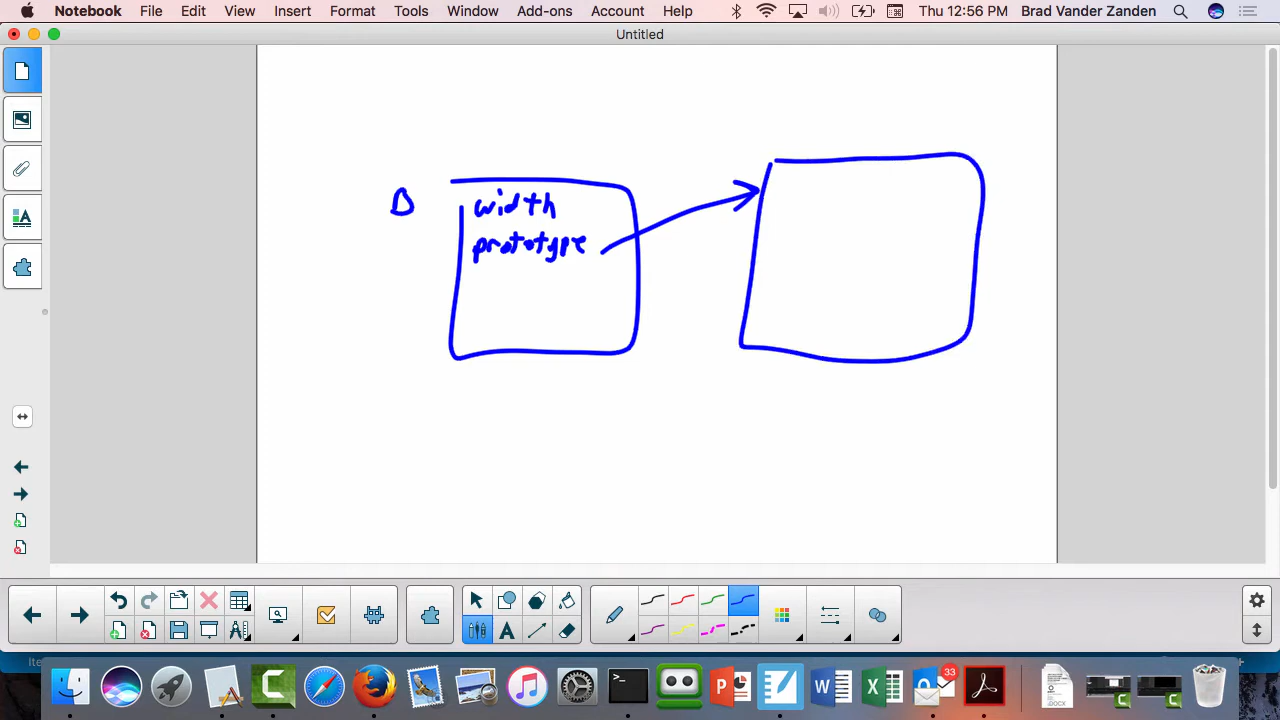 Notebook File Edit View Insert Format Tools Window Add-ons Account Help Thu 12:56 PM Brad Vander Zanden
Untitled
D width
prototype
33